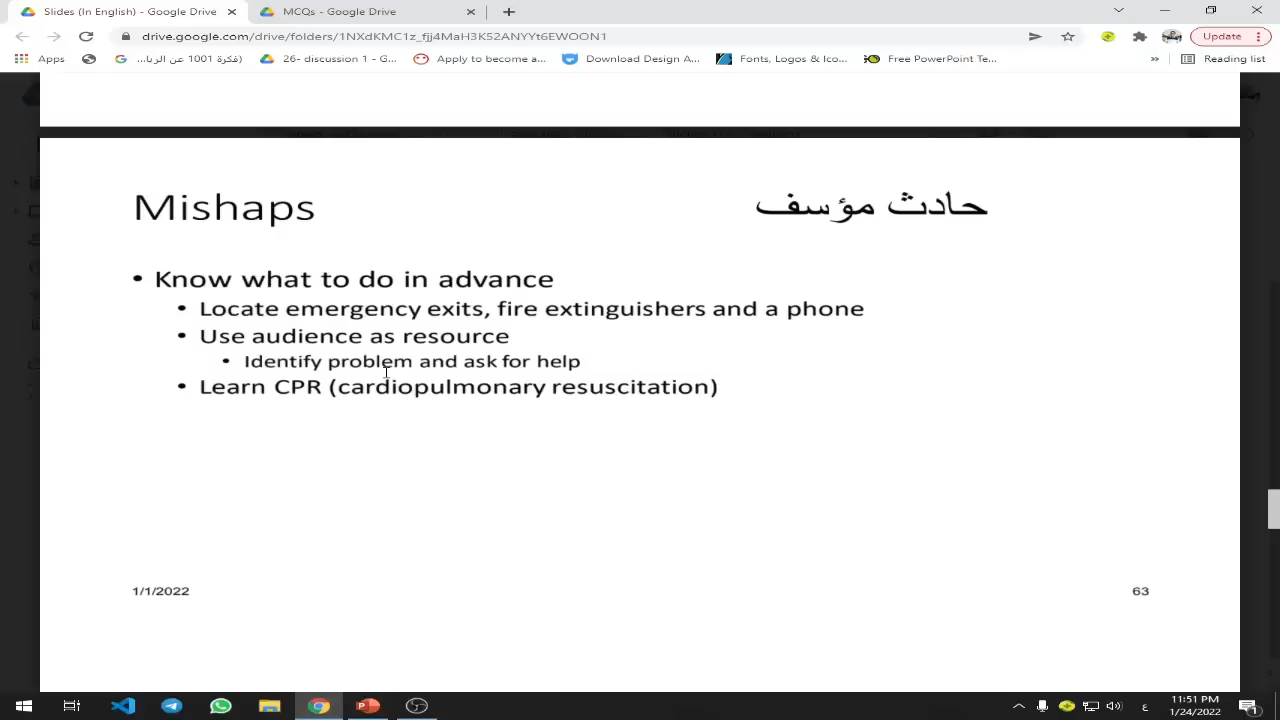 Slides (In English) - Google Driv
MCQs - Google Drive
drive.google.com/drive/folders/1NXdKMC1z_fjj4MaH3K52ANYYt6EWOON1
Update
Apps
فكرة 1001 عن الريا...
26- discussion 1 - G...
Apply to become a...
Download Design A...
Fonts, Logos & Ico...
Free PowerPoint Te...
»
Reading list
Mishaps
حادث مؤسف
• Know what to do in advance
• Locate emergency exits, fire extinguishers and a phone
• Use audience as resource
• Identify problem and ask for help
• Learn CPR (cardiopulmonary resuscitation)
1/1/2022
63
ع
11:51 PM
1/24/2022